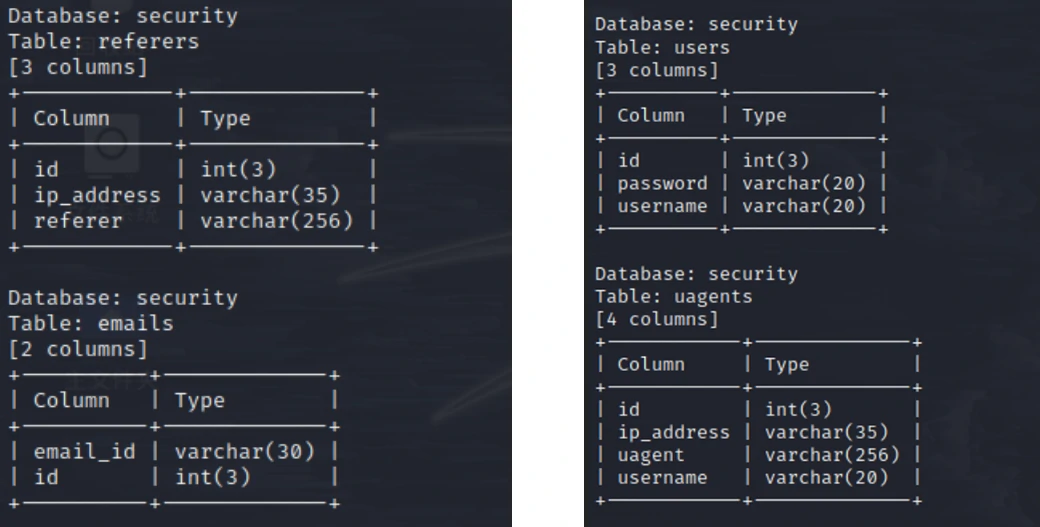 Database: security
Table: referers
[3 columns]
| Column | Type |
| id | int(3) |
| ip_address | varchar(35) |
| referer | varchar(256) |
Database: security
Table: emails
[2 columns]
| Column | Type |
| email_id | varchar(30) |
| id | int(3) |
Database: security
Table: users
[3 columns]
| Column | Type |
| id | int(3) |
| password | varchar(20) |
| username | varchar(20) |
Database: security
Table: uagents
[4 columns]
| Column | Type |
| id | int(3) |
| ip_address | varchar(35) |
| uagent | varchar(256) |
| username | varchar(20) |